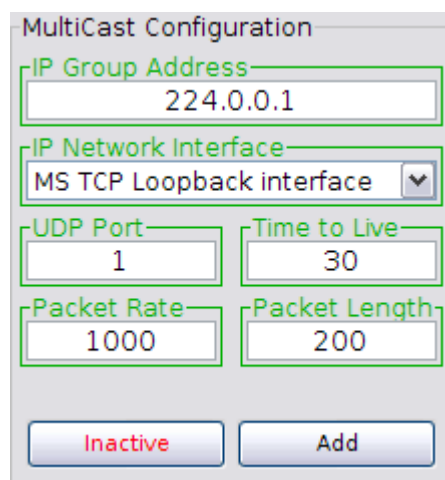 MultiCast Configuration
IP Group Address
224.0.0.1
IP Network Interface
MS TCP Loopback interface
UDP Port Time to Live
1 30
Packet Rate Packet Length
1000 200
Inactive Add